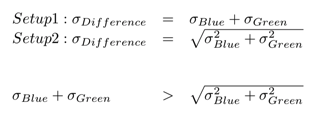 Setup1 : σ_Difference = σ_Blue + σ_Green
Setup2 : σ_Difference = √(σ²_Blue + σ²_Green)
σ_Blue + σ_Green > √(σ²_Blue + σ²_Green)